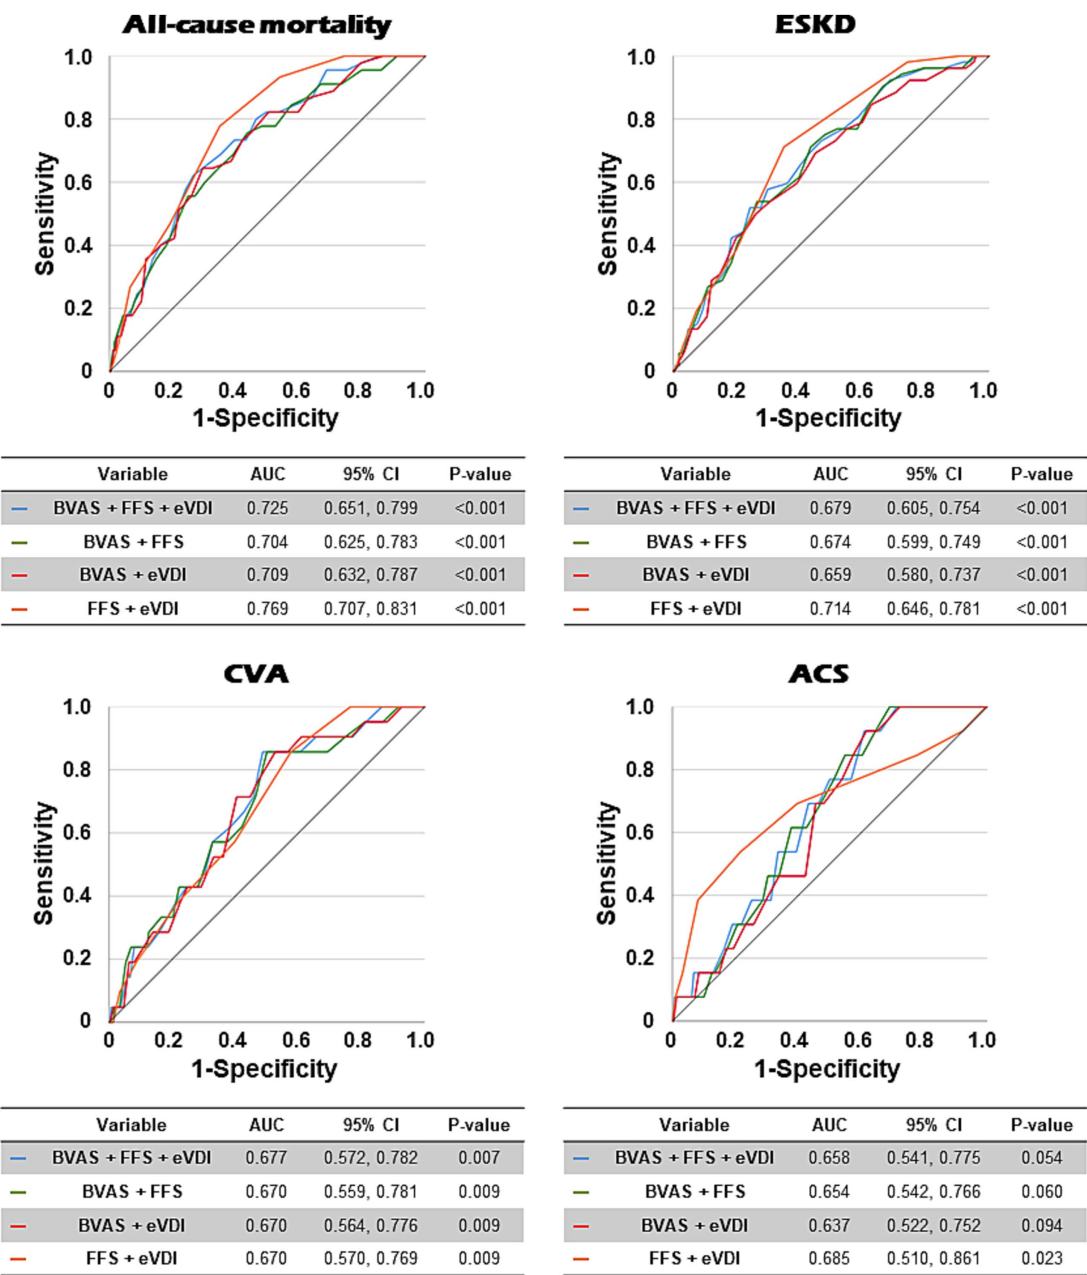 All-cause mortality
1.0
0.8
0.6
0.4
0.2
0
Sensitivity
0 0.2 0.4 0.6 0.8 1.0
1-Specificity
Variable AUC 95% CI P-value
BVAS + FFS + eVDI 0.725 0.651, 0.799 <0.001
BVAS + FFS 0.704 0.625, 0.783 <0.001
BVAS + eVDI 0.709 0.632, 0.787 <0.001
FFS + eVDI 0.769 0.707, 0.831 <0.001
ESKD
1.0
0.8
0.6
0.4
0.2
0
Sensitivity
0 0.2 0.4 0.6 0.8 1.0
1-Specificity
Variable AUC 95% CI P-value
BVAS + FFS + eVDI 0.679 0.605, 0.754 <0.001
BVAS + FFS 0.674 0.599, 0.749 <0.001
BVAS + eVDI 0.659 0.580, 0.737 <0.001
FFS + eVDI 0.714 0.646, 0.781 <0.001
CVA
1.0
0.8
0.6
0.4
0.2
0
Sensitivity
0 0.2 0.4 0.6 0.8 1.0
1-Specificity
Variable AUC 95% CI P-value
BVAS + FFS + eVDI 0.677 0.572, 0.782 0.007
BVAS + FFS 0.670 0.559, 0.781 0.009
BVAS + eVDI 0.670 0.564, 0.776 0.009
FFS + eVDI 0.670 0.570, 0.769 0.009
ACS
1.0
0.8
0.6
0.4
0.2
0
Sensitivity
0 0.2 0.4 0.6 0.8 1.0
1-Specificity
Variable AUC 95% CI P-value
BVAS + FFS + eVDI 0.658 0.541, 0.775 0.054
BVAS + FFS 0.654 0.542, 0.766 0.060
BVAS + eVDI 0.637 0.522, 0.752 0.094
FFS + eVDI 0.685 0.510, 0.861 0.023